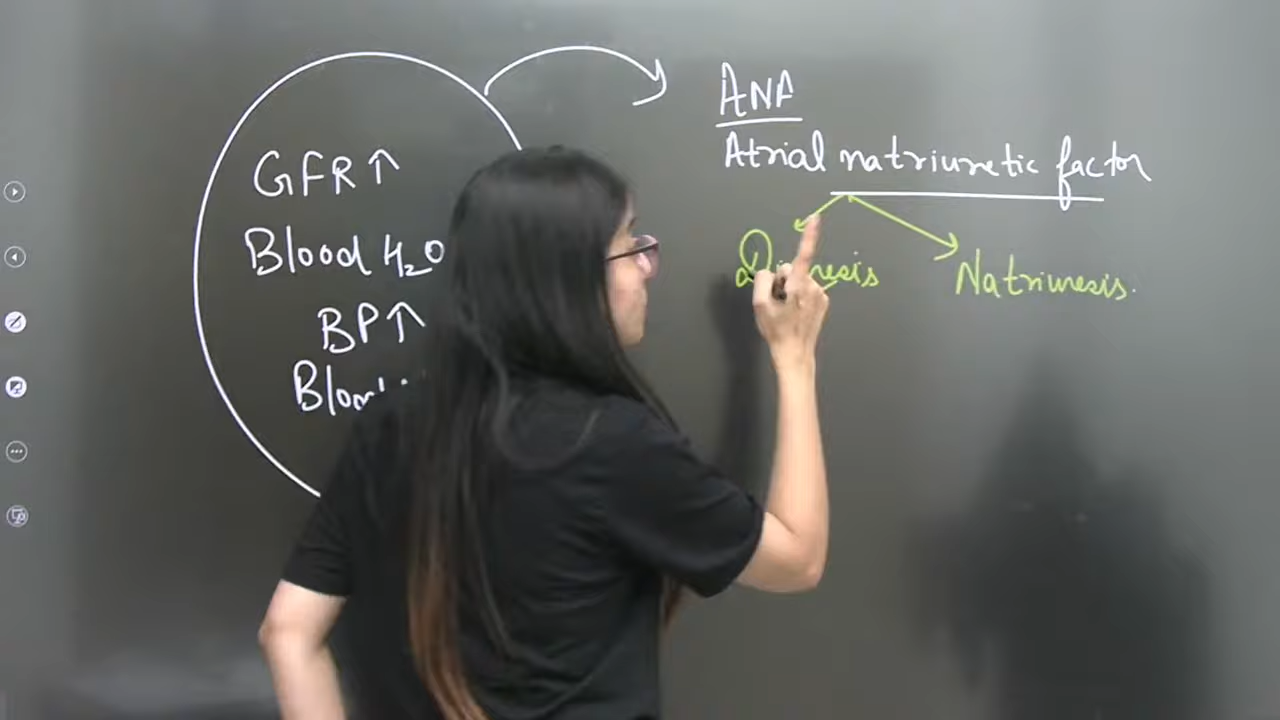 GFR↑
Blood H₂O
BP↑
ANF
Atrial natriuretic factor
Natriuresis.